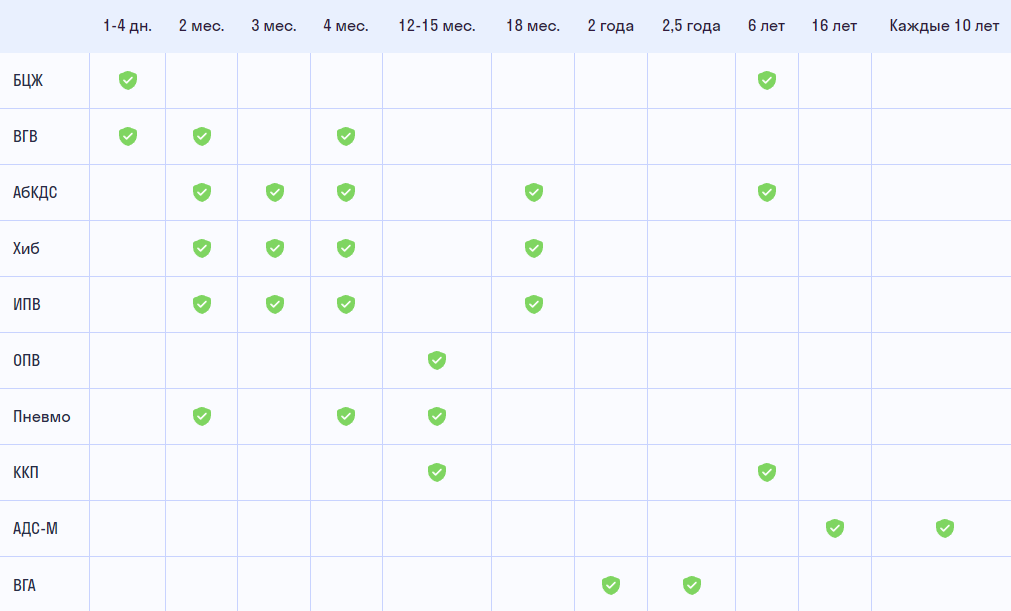 1-4 дн. 2 мес. 3 мес. 4 мес. 12-15 мес. 18 мес. 2 года 2,5 года 6 лет 16 лет Каждые 10 лет
БЦЖ
ВГВ
АбКДС
Хиб
ИПВ
ОПВ
Пневмо
ККП
АДС-М
ВГА